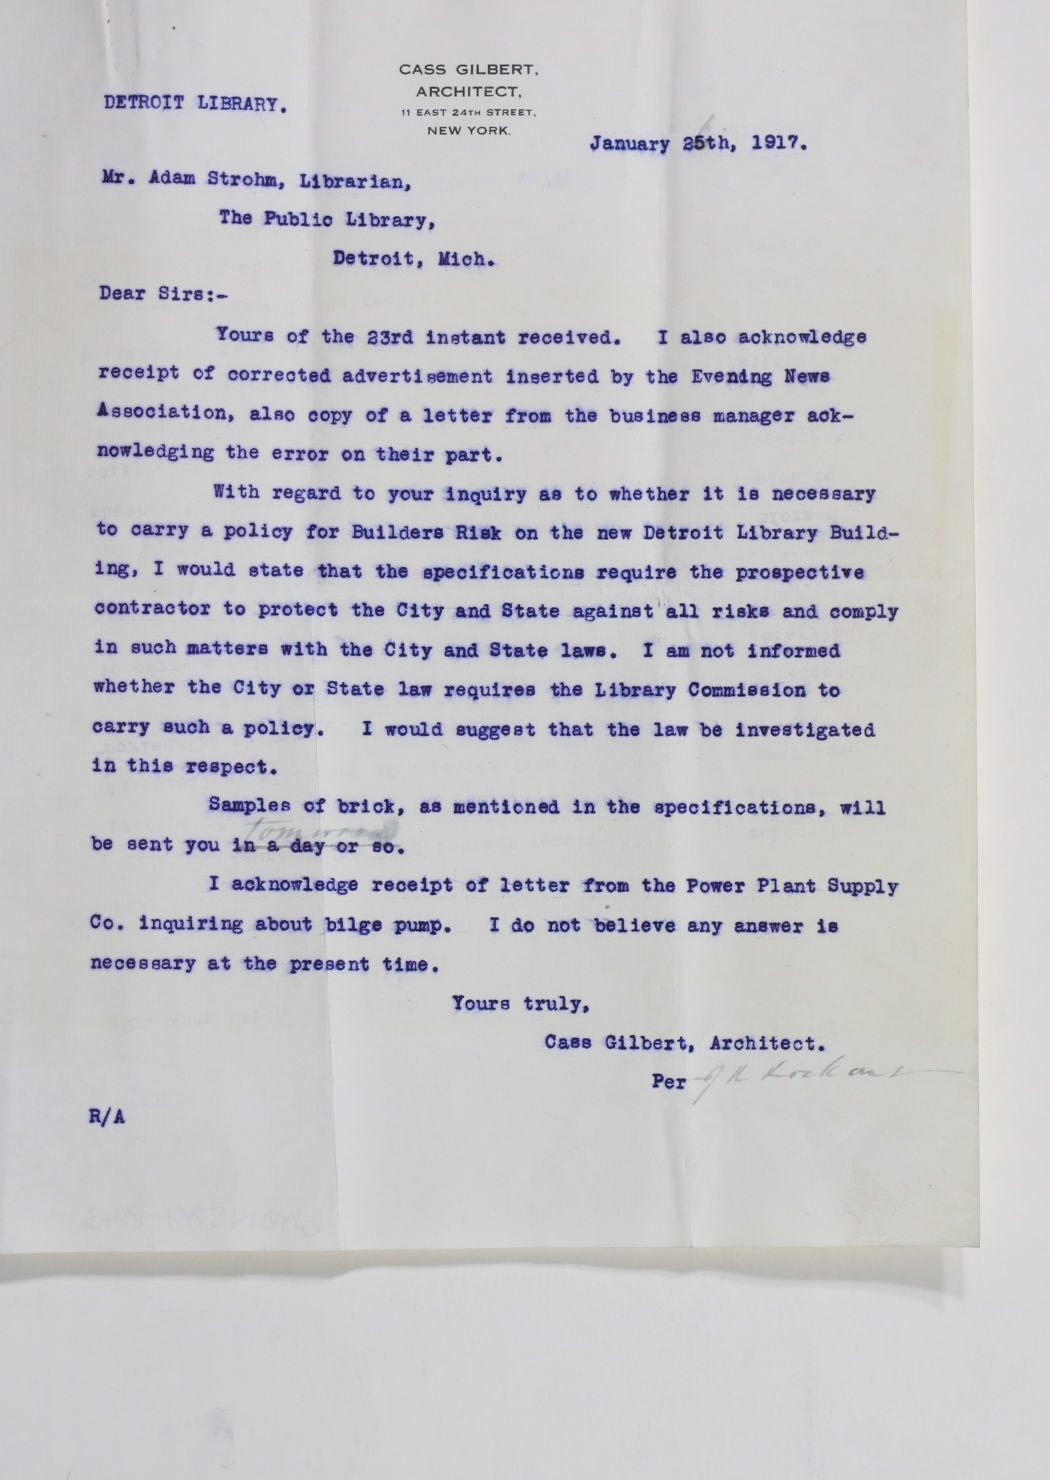 CASS GILBERT,
ARCHITECT,
11 EAST 24TH STREET,
NEW YORK.
DETROIT LIBRARY.
January 26th, 1917.
Mr. Adam Strohm, Librarian,
The Public Library,
Detroit, Mich.
Dear Sirs:-
Yours of the 23rd instant received. I also acknowledge
receipt of corrected advertisement inserted by the Evening News
Association, also copy of a letter from the business manager ack-
nowledging the error on their part.
With regard to your inquiry as to whether it is necessary
to carry a policy for Builders Risk on the new Detroit Library Build-
ing, I would state that the specifications require the prospective
contractor to protect the City and State against all risks and comply
in such matters with the City and State laws. I am not informed
whether the City or State law requires the Library Commission to
carry such a policy. I would suggest that the law be investigated
in this respect.
Samples of brick, as mentioned in the specifications, will
tomorrow
be sent you in a day or so.
I acknowledge receipt of letter from the Power Plant Supply
Co. inquiring about bilge pump. I do not believe any answer is
necessary at the present time.
Yours truly,
Cass Gilbert, Architect.
Per
R/A